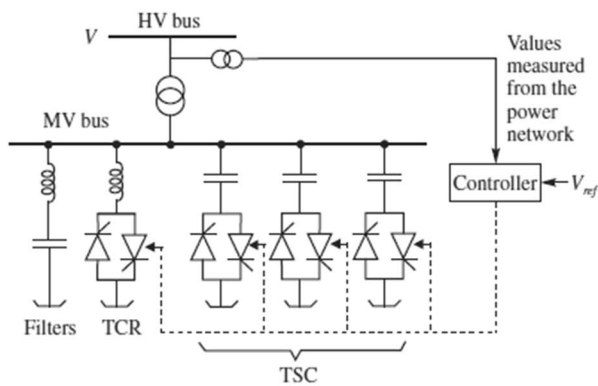 HV bus
V
Values
measured
from the
power
network
MV bus
Controller
V_ref
Filters
TCR
TSC